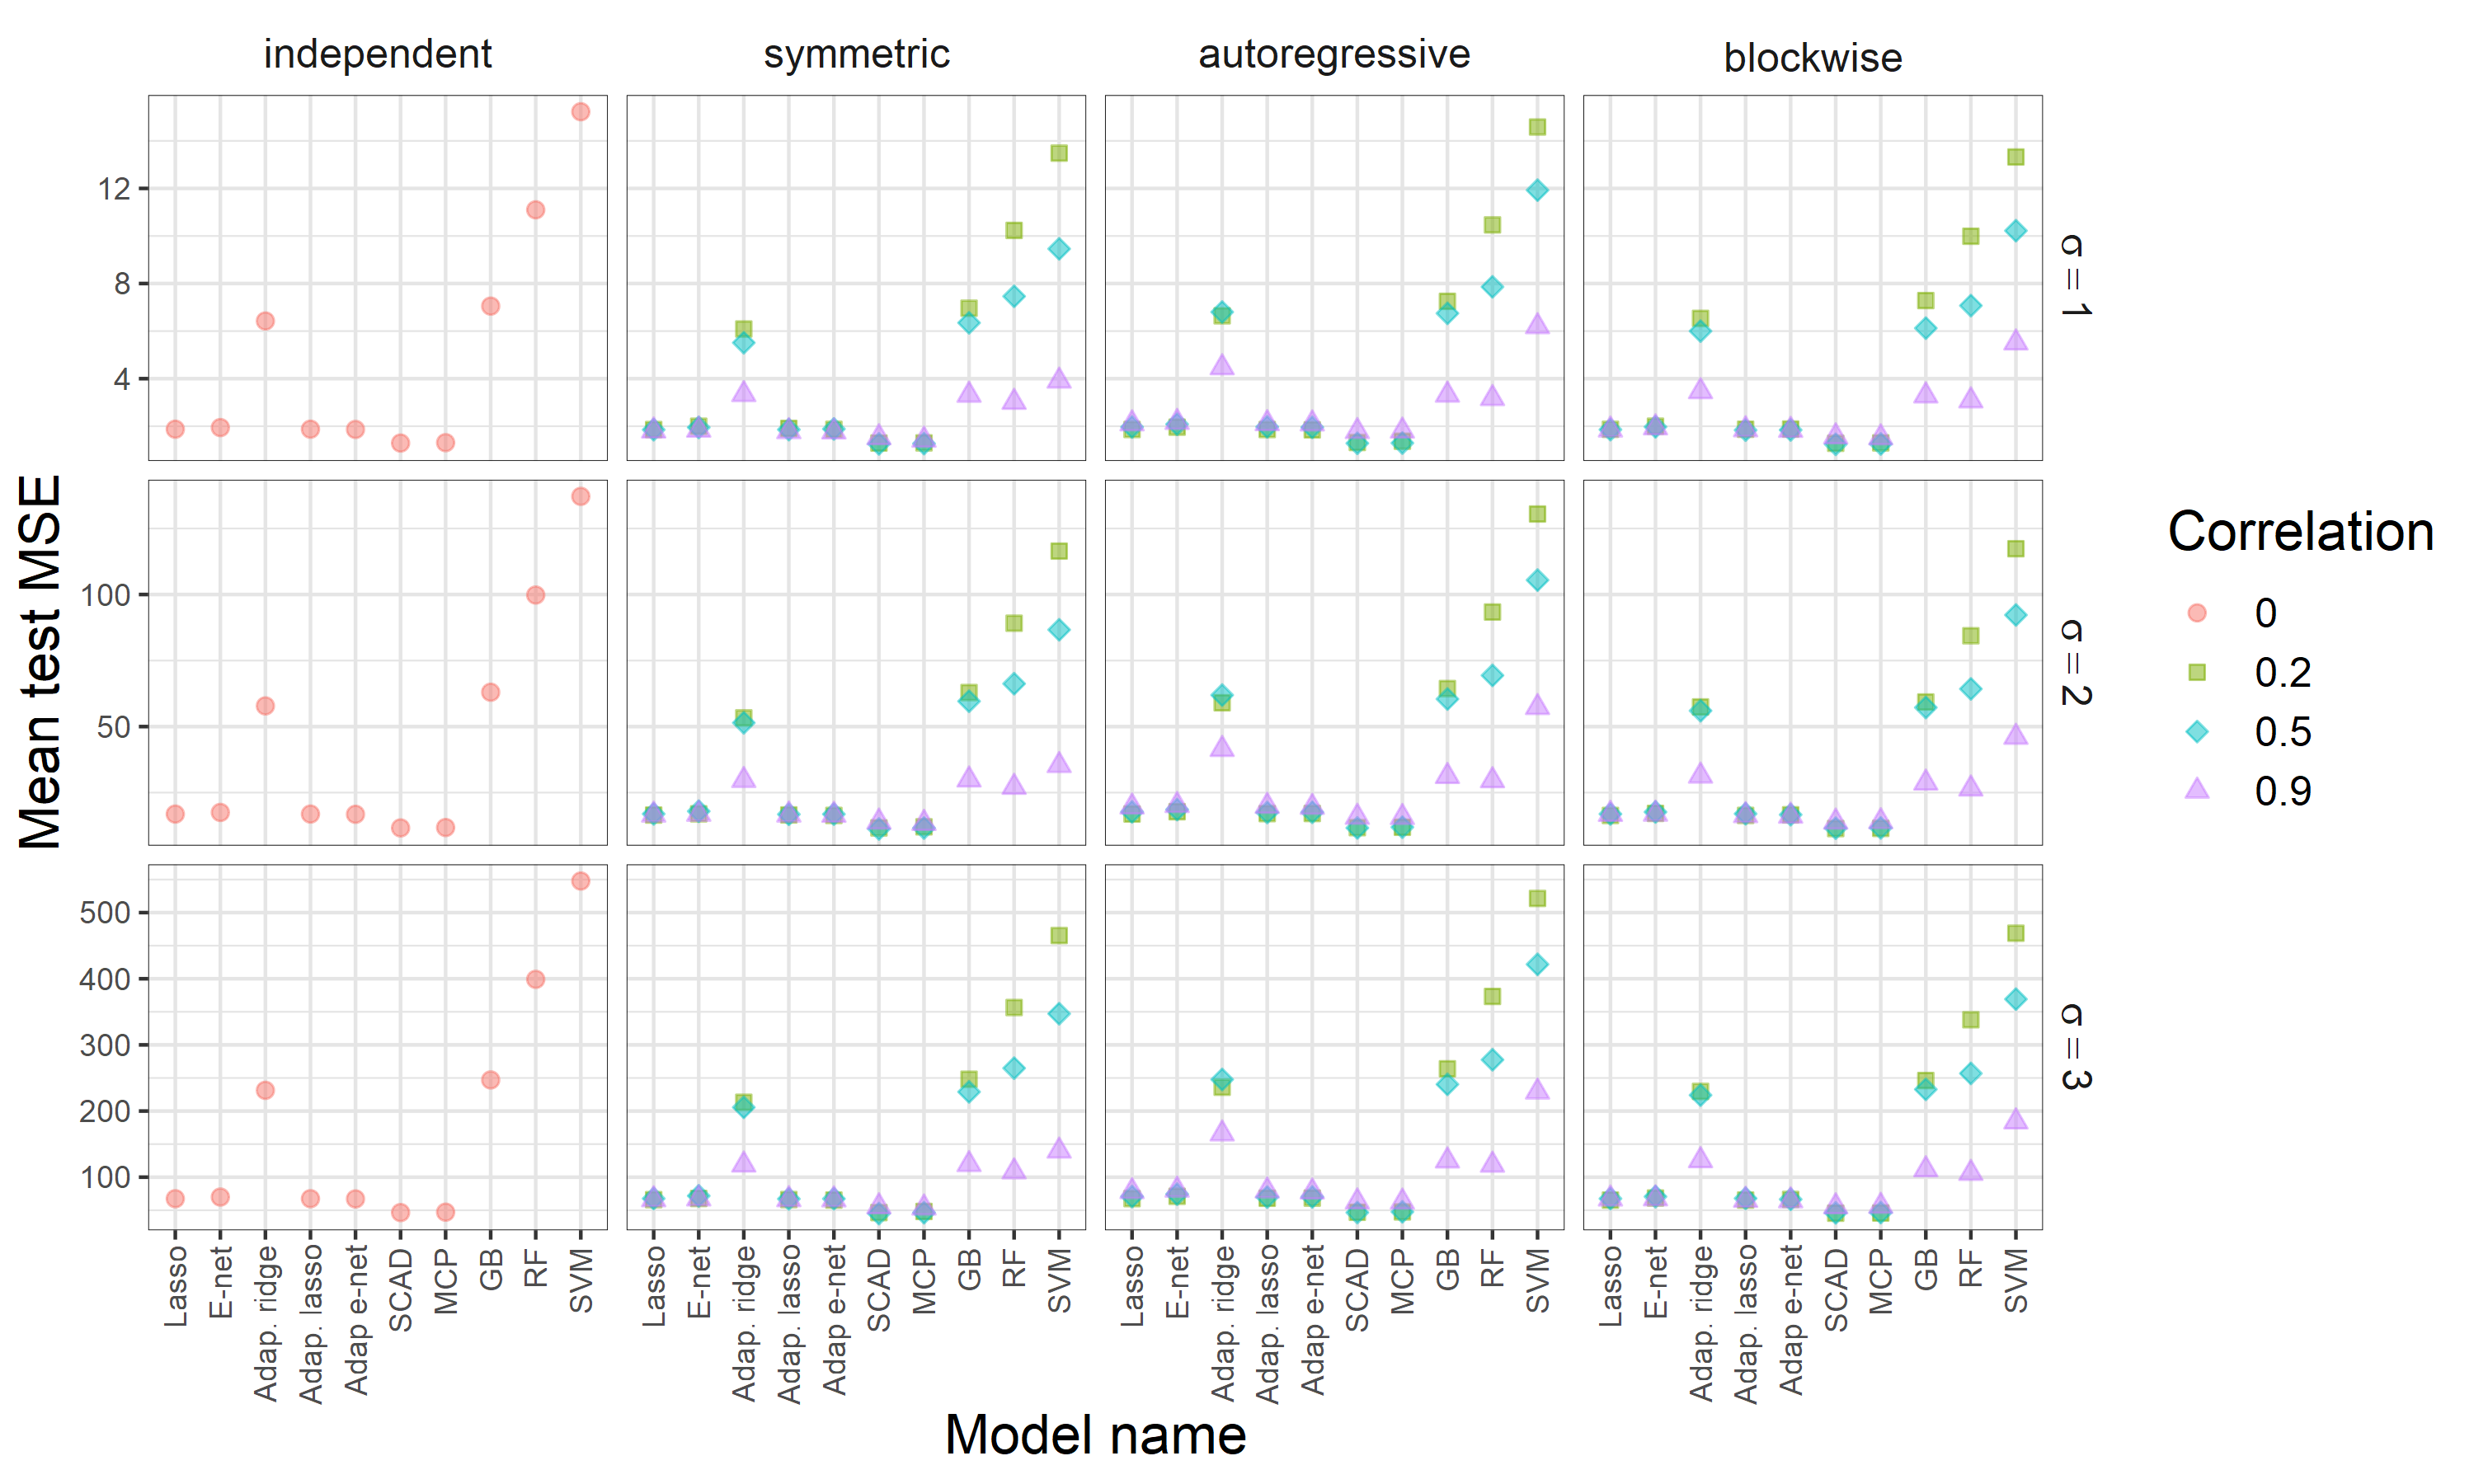 independent symmetric autoregressive blockwise
12
8
4
σ = 1
100
50
σ = 2
500
400
300
200
100
σ = 3
Mean test MSE
Lasso E-net Adap. ridge Adap. lasso Adap e-net SCAD MCP GB RF SVM
Lasso E-net Adap. ridge Adap. lasso Adap e-net SCAD MCP GB RF SVM
Lasso E-net Adap. ridge Adap. lasso Adap e-net SCAD MCP GB RF SVM
Lasso E-net Adap. ridge Adap. lasso Adap e-net SCAD MCP GB RF SVM
Model name
Correlation
0
0.2
0.5
0.9